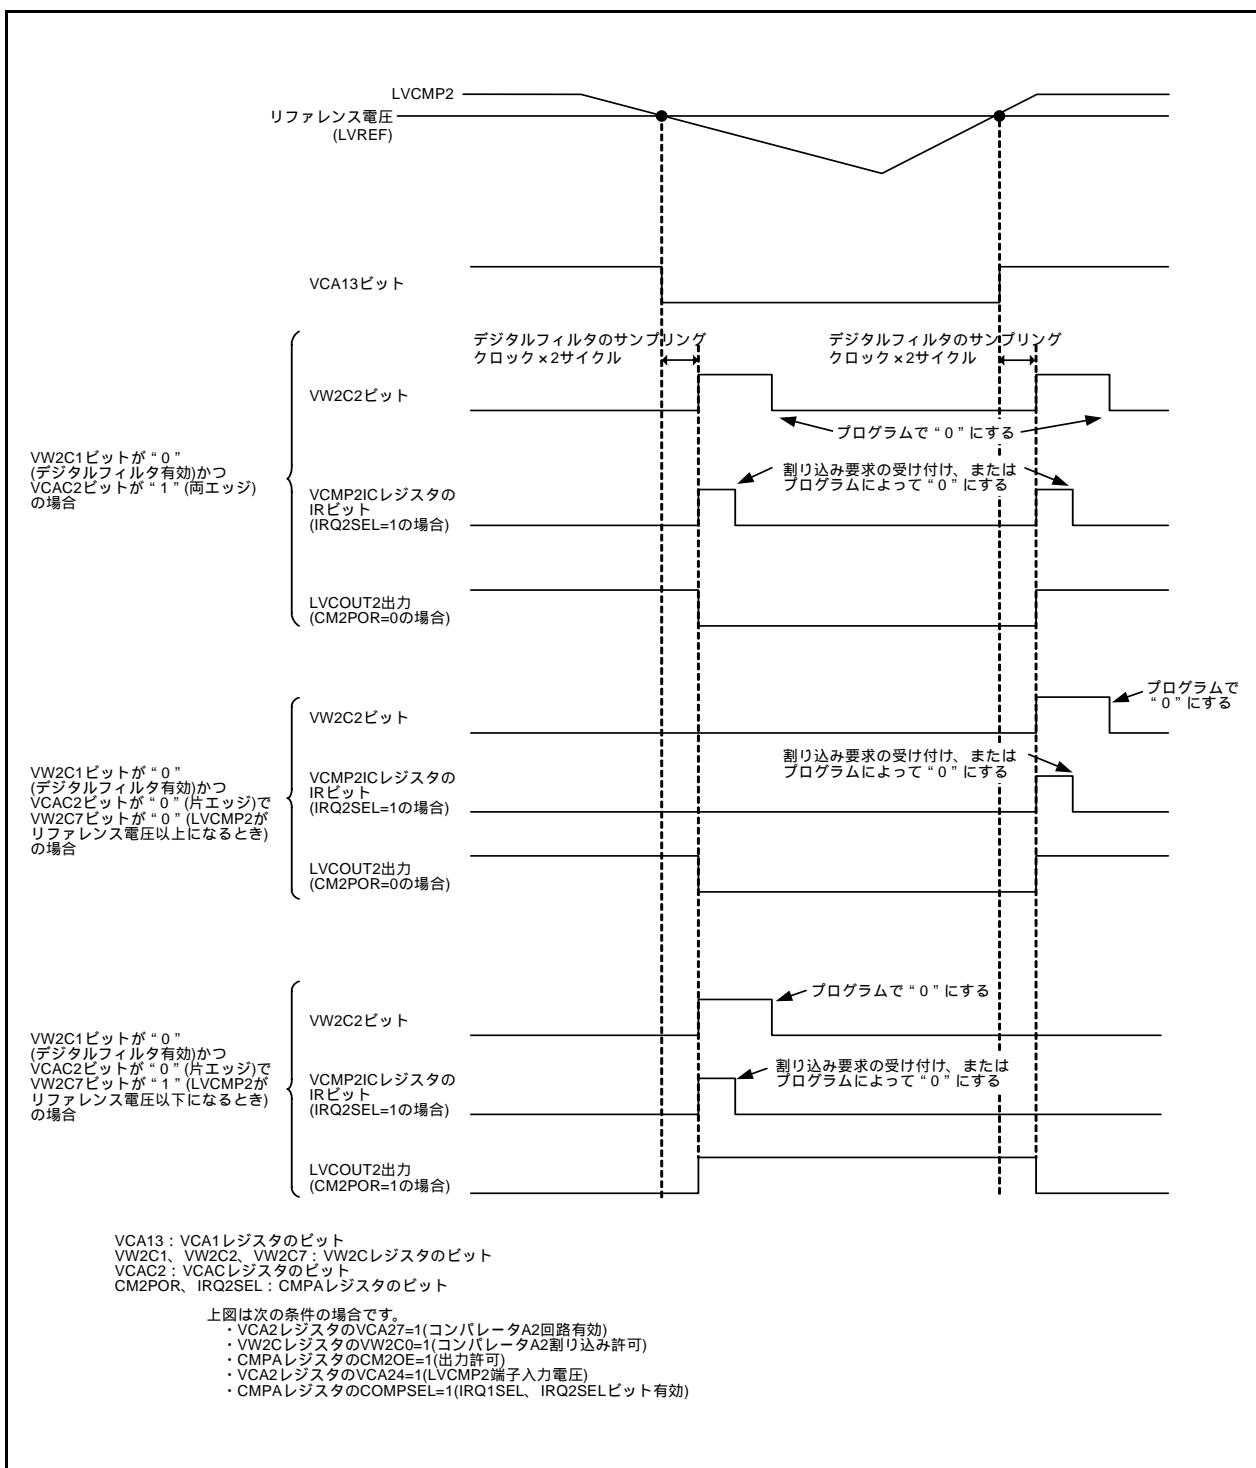 LVCMP2
リファレンス電圧
(LVREF)
VCA13ビット
デジタルフィルタのサンプリング
クロック×2サイクル
デジタルフィルタのサンプリング
クロック×2サイクル
VW2C2ビット
プログラムで“0”にする
VW2C1ビットが“0”
(デジタルフィルタ有効)かつ
VCAC2ビットが“1”(両エッジ)
の場合
割り込み要求の受け付け、または
プログラムによって“0”にする
VCMP2ICレジスタの
IRビット
(IRQ2SEL=1の場合)
LVCOUT2出力
(CM2POR=0の場合)
VW2C2ビット
プログラムで
“0”にする
VW2C1ビットが“0”
(デジタルフィルタ有効)かつ
VCAC2ビットが“0”(片エッジ)で
VW2C7ビットが“0”(LVCMP2が
リファレンス電圧以上になるとき)
の場合
割り込み要求の受け付け、または
プログラムによって“0”にする
VCMP2ICレジスタの
IRビット
(IRQ2SEL=1の場合)
LVCOUT2出力
(CM2POR=0の場合)
プログラムで“0”にする
VW2C2ビット
VW2C1ビットが“0”
(デジタルフィルタ有効)かつ
VCAC2ビットが“0”(片エッジ)で
VW2C7ビットが“1”(LVCMP2が
リファレンス電圧以下になるとき)
の場合
割り込み要求の受け付け、または
プログラムによって“0”にする
VCMP2ICレジスタの
IRビット
(IRQ2SEL=1の場合)
LVCOUT2出力
(CM2POR=1の場合)
VCA13：VCA1レジスタのビット
VW2C1、VW2C2、VW2C7：VW2Cレジスタのビット
VCAC2：VCACレジスタのビット
CM2POR、IRQ2SEL：CMPAレジスタのビット
上図は次の条件の場合です。
・VCA2レジスタのVCA27=1(コンパレータA2回路有効)
・VW2CレジスタのVW2C0=1(コンパレータA2割り込み許可)
・CMPAレジスタのCM2OE=1(出力許可)
・VCA2レジスタのVCA24=1(LVCMP2端子入力電圧)
・CMPAレジスタのCOMPSEL=1(IRQ1SEL、IRQ2SELビット有効)